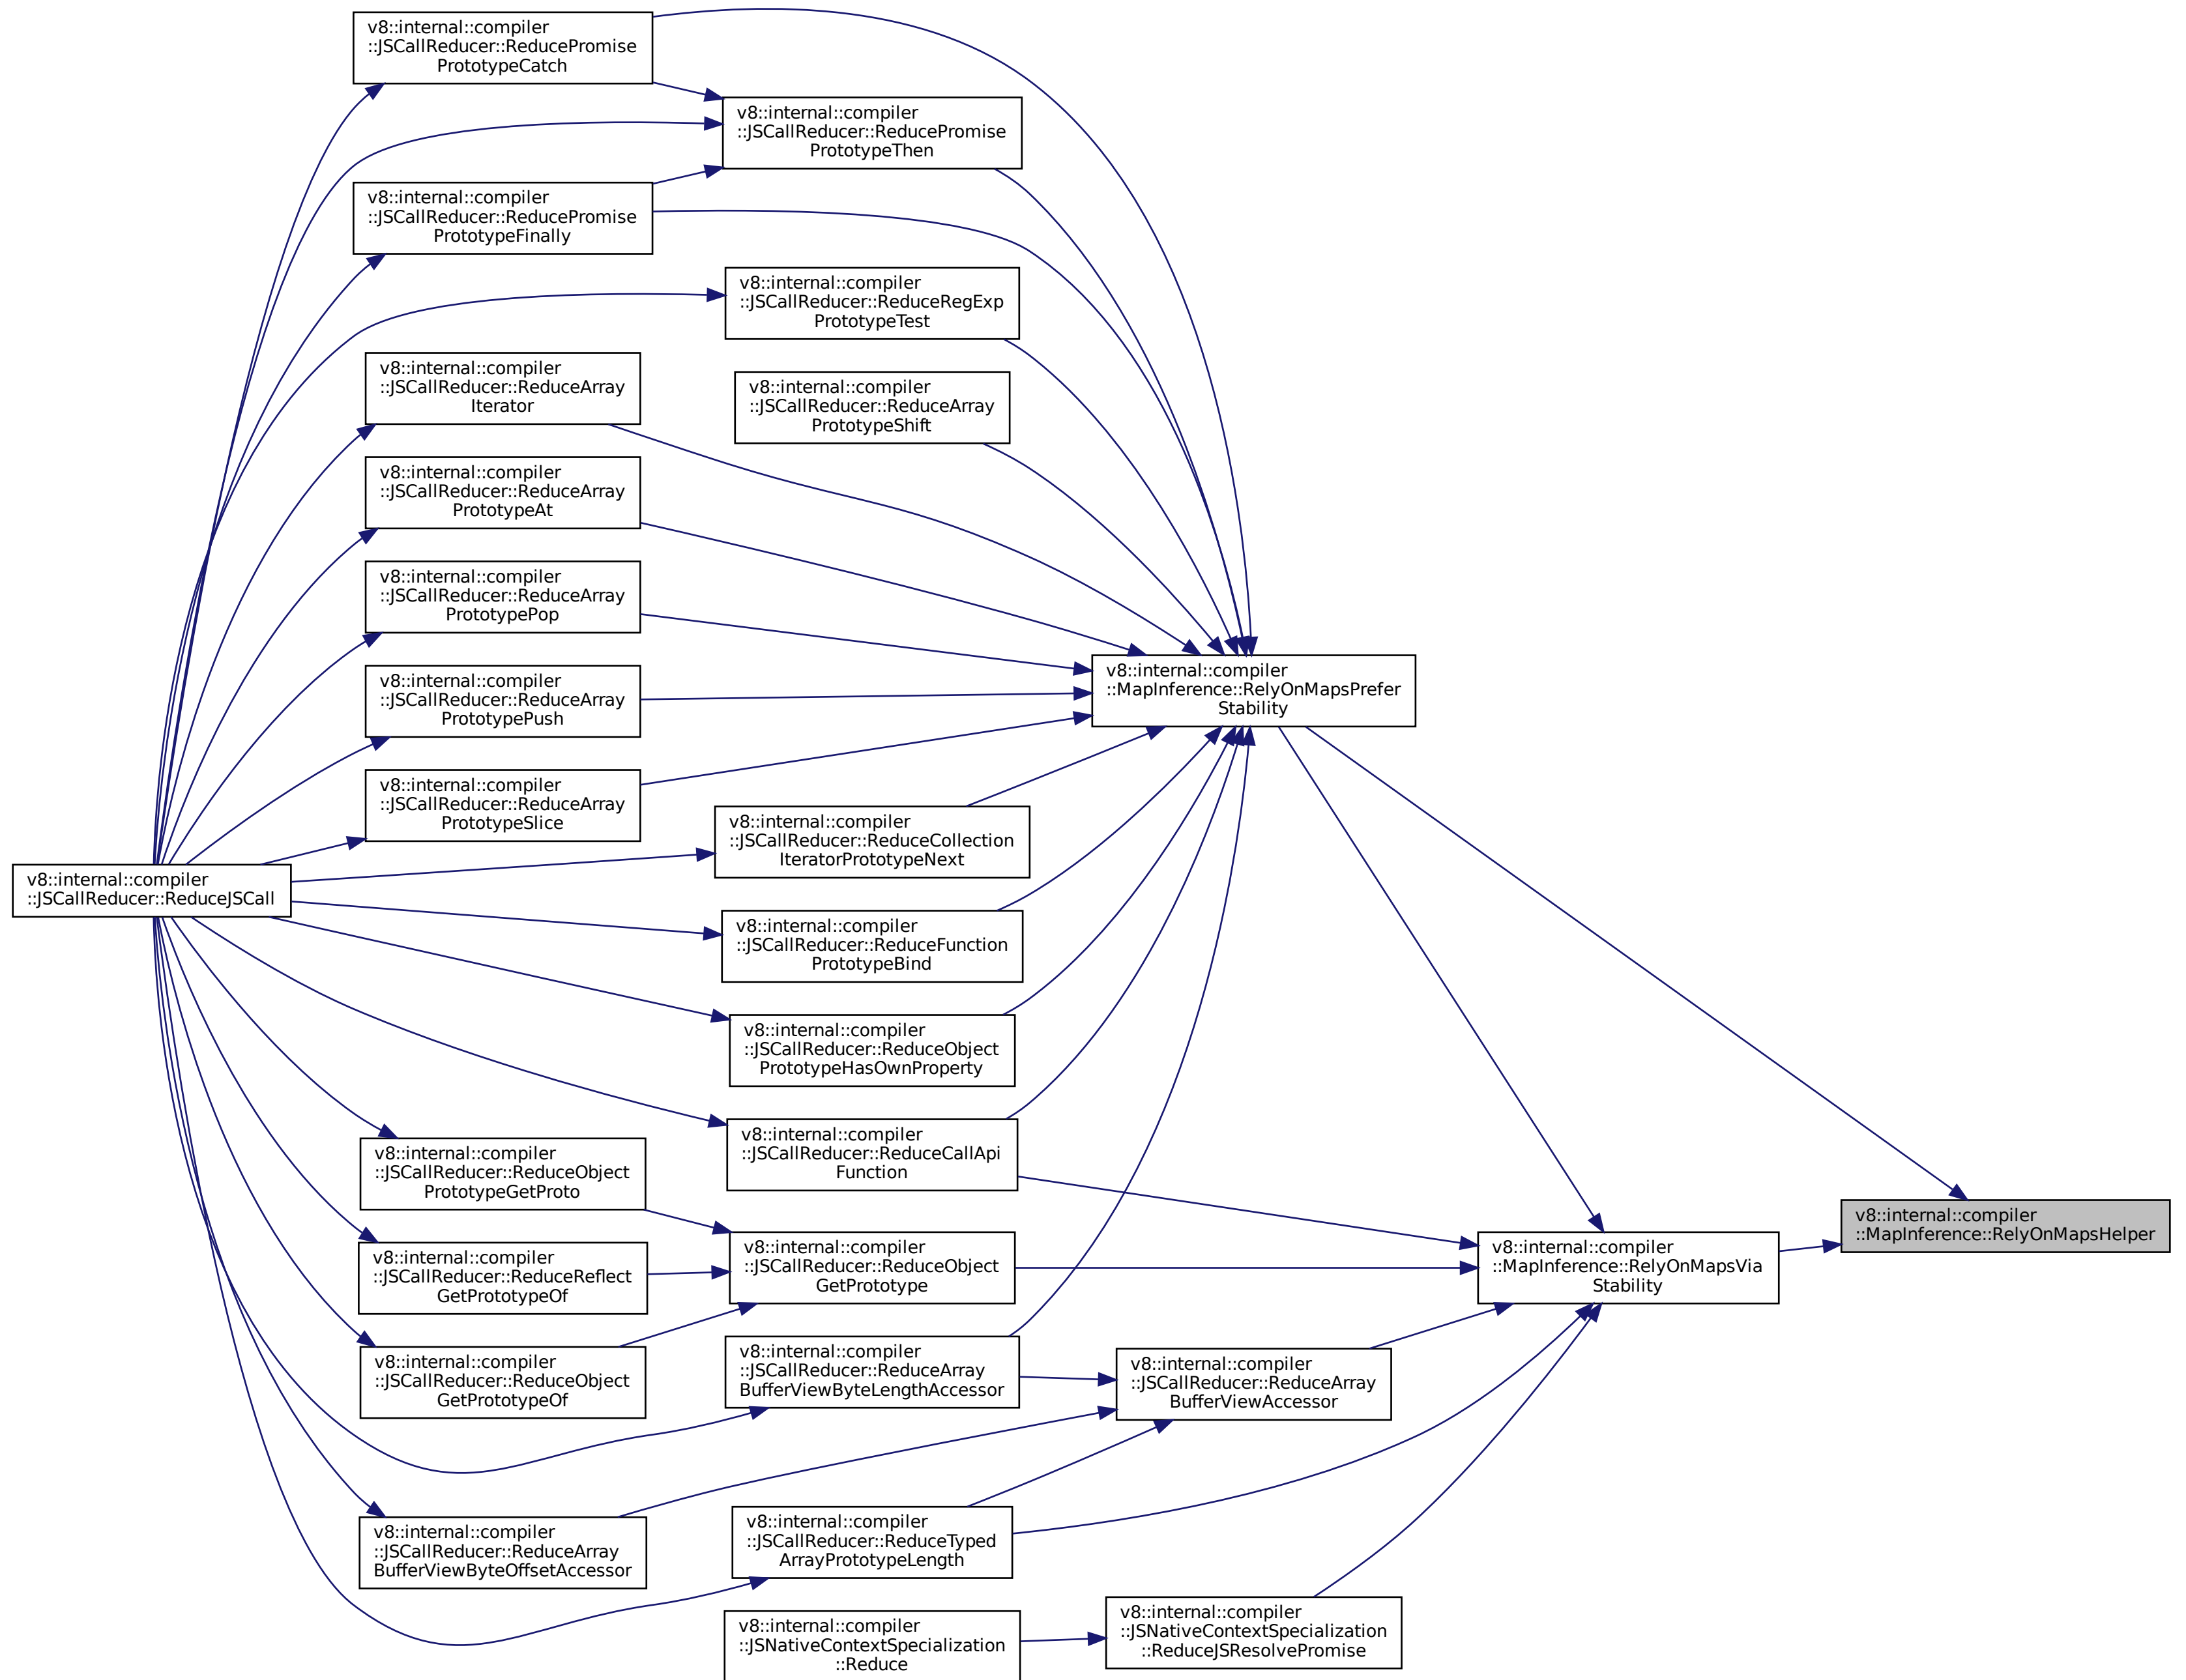 v8::internal::compiler
::JSCallReducer::ReducePromise
PrototypeCatch
v8::internal::compiler
::JSCallReducer::ReducePromise
PrototypeThen
v8::internal::compiler
::JSCallReducer::ReducePromise
PrototypeFinally
v8::internal::compiler
::JSCallReducer::ReduceRegExp
PrototypeTest
v8::internal::compiler
::JSCallReducer::ReduceArray
Iterator
v8::internal::compiler
::JSCallReducer::ReduceArray
PrototypeShift
v8::internal::compiler
::JSCallReducer::ReduceArray
PrototypeAt
v8::internal::compiler
::JSCallReducer::ReduceArray
PrototypePop
v8::internal::compiler
::MapInference::RelyOnMapsPrefer
Stability
v8::internal::compiler
::JSCallReducer::ReduceArray
PrototypePush
v8::internal::compiler
::JSCallReducer::ReduceArray
PrototypeSlice
v8::internal::compiler
::JSCallReducer::ReduceCollection
IteratorPrototypeNext
v8::internal::compiler
::JSCallReducer::ReduceJSCall
v8::internal::compiler
::JSCallReducer::ReduceFunction
PrototypeBind
v8::internal::compiler
::JSCallReducer::ReduceObject
PrototypeHasOwnProperty
v8::internal::compiler
::JSCallReducer::ReduceCallApi
Function
v8::internal::compiler
::JSCallReducer::ReduceObject
PrototypeGetProto
v8::internal::compiler
::MapInference::RelyOnMapsHelper
v8::internal::compiler
::JSCallReducer::ReduceObject
GetPrototype
v8::internal::compiler
::MapInference::RelyOnMapsVia
Stability
v8::internal::compiler
::JSCallReducer::ReduceReflect
GetPrototypeOf
v8::internal::compiler
::JSCallReducer::ReduceArray
BufferViewByteLengthAccessor
v8::internal::compiler
::JSCallReducer::ReduceObject
GetPrototypeOf
v8::internal::compiler
::JSCallReducer::ReduceArray
BufferViewAccessor
v8::internal::compiler
::JSCallReducer::ReduceTyped
ArrayPrototypeLength
v8::internal::compiler
::JSCallReducer::ReduceArray
BufferViewByteOffsetAccessor
v8::internal::compiler
::JSNativeContextSpecialization
::ReduceJSResolvePromise
v8::internal::compiler
::JSNativeContextSpecialization
::Reduce